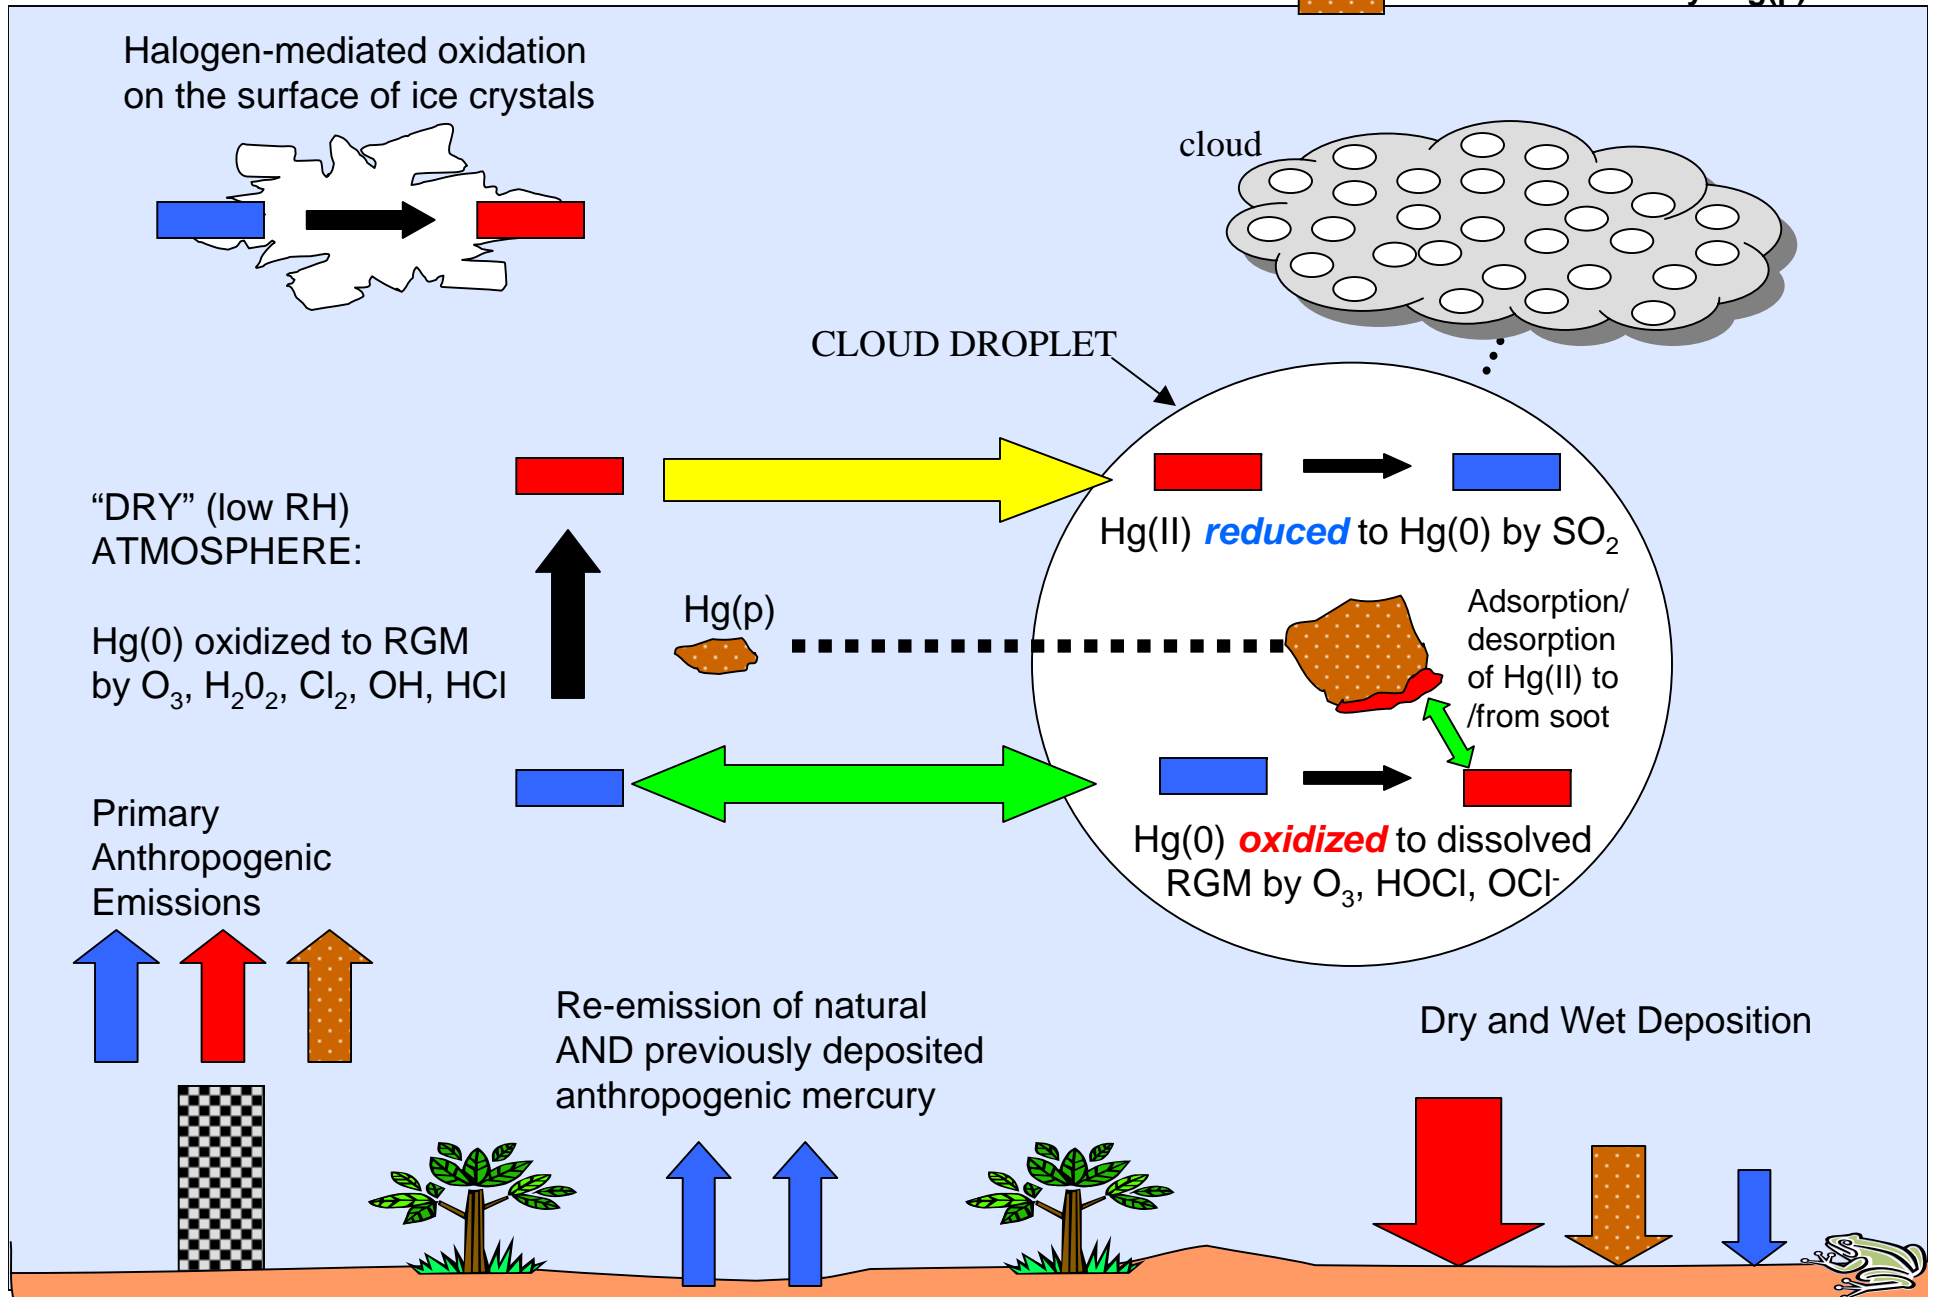 Halogen-mediated oxidation
on the surface of ice crystals
cloud
CLOUD DROPLET
“DRY” (low RH)
ATMOSPHERE:
Hg(0) oxidized to RGM
by O₃, H₂0₂, Cl₂, OH, HCl
Hg(p)
Hg(II) reduced to Hg(0) by SO₂
Adsorption/
desorption
of Hg(II) to
/from soot
Hg(0) oxidized to dissolved
RGM by O₃, HOCl, OCl⁻
Primary
Anthropogenic
Emissions
Re-emission of natural
AND previously deposited
anthropogenic mercury
Dry and Wet Deposition